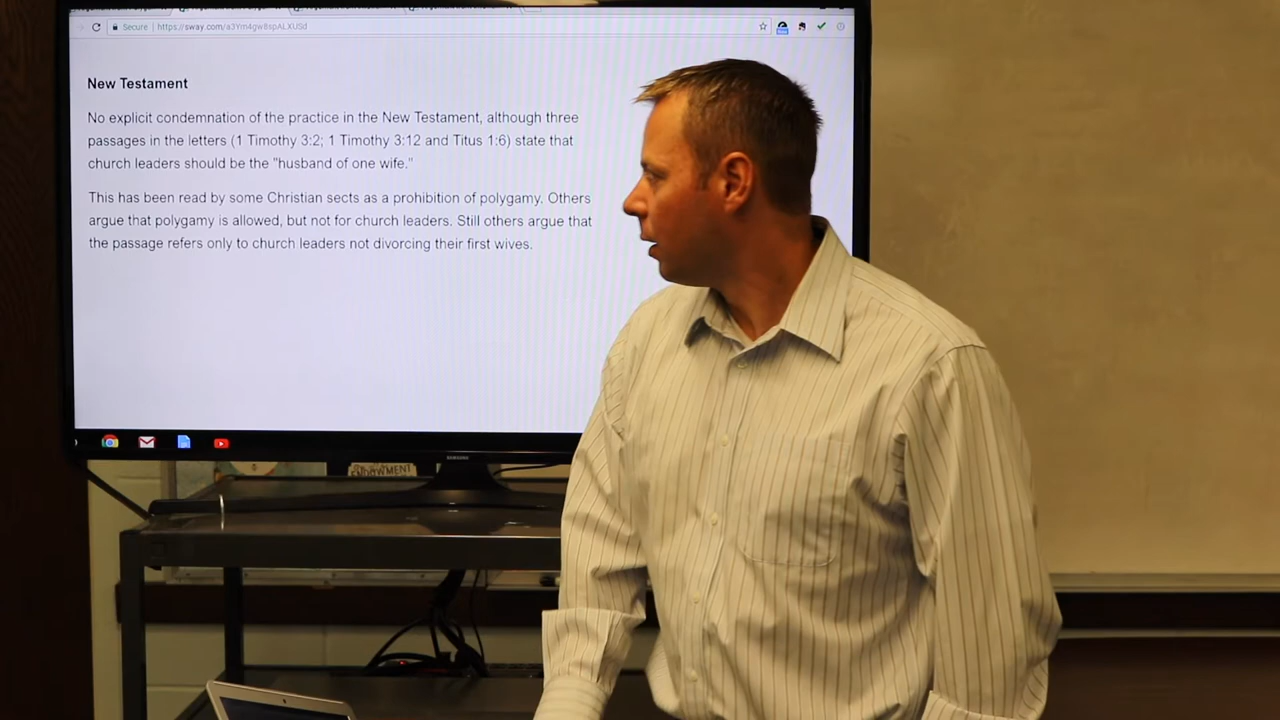 Secure | https://sway.com/a3Ym4gw8spALXUSd
New Testament
No explicit condemnation of the practice in the New Testament, although three
passages in the letters (1 Timothy 3:2; 1 Timothy 3:12 and Titus 1:6) state that
church leaders should be the "husband of one wife."
This has been read by some Christian sects as a prohibition of polygamy. Others
argue that polygamy is allowed, but not for church leaders. Still others argue that
the passage refers only to church leaders not divorcing their first wives.
SAMSUNG
ENDOWMENT